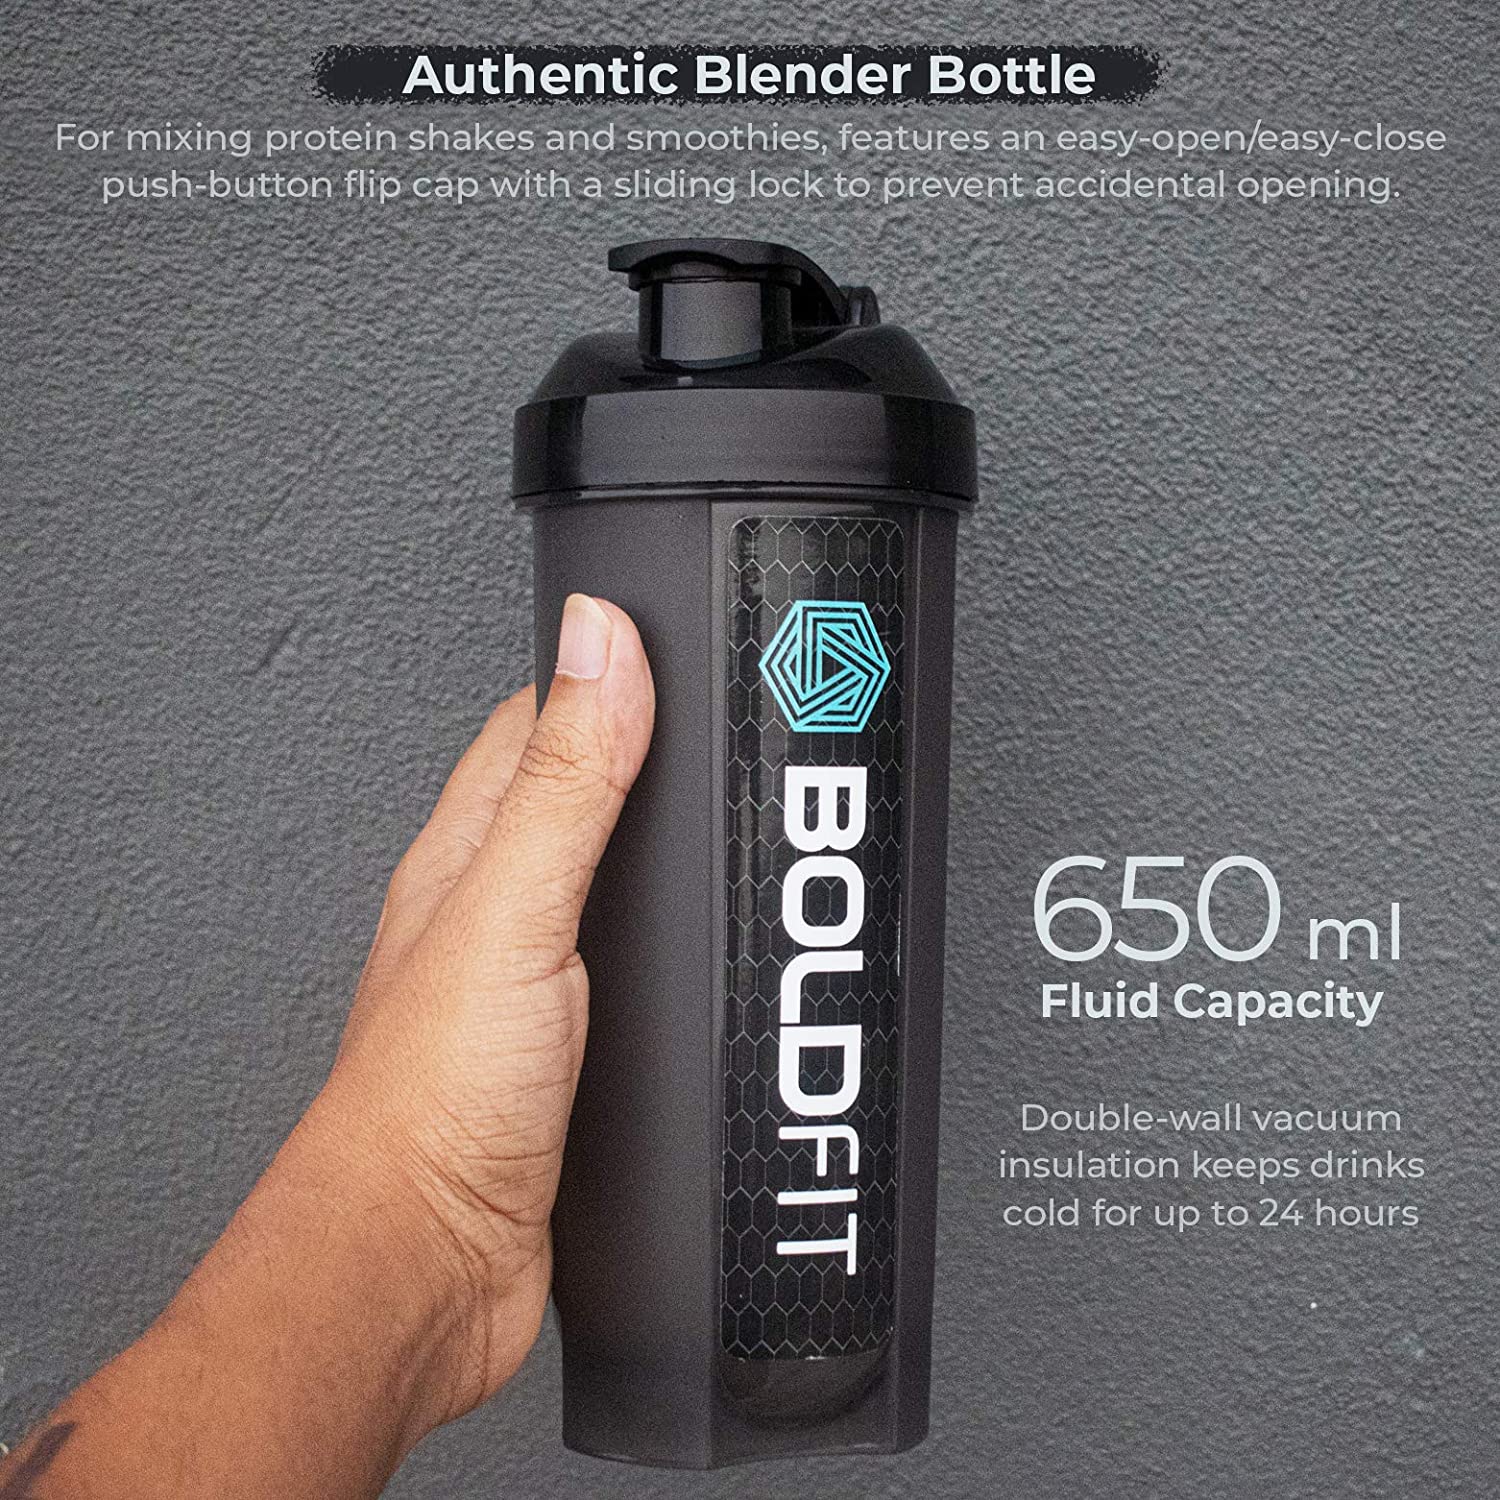 Authentic Blender Bottle
For mixing protein shakes and smoothies, features an easy-open/easy-close
push-button flip cap with a sliding lock to prevent accidental opening.
BOLDFIT
650 ml
Fluid Capacity
Double-wall vacuum
insulation keeps drinks
cold for up to 24 hours